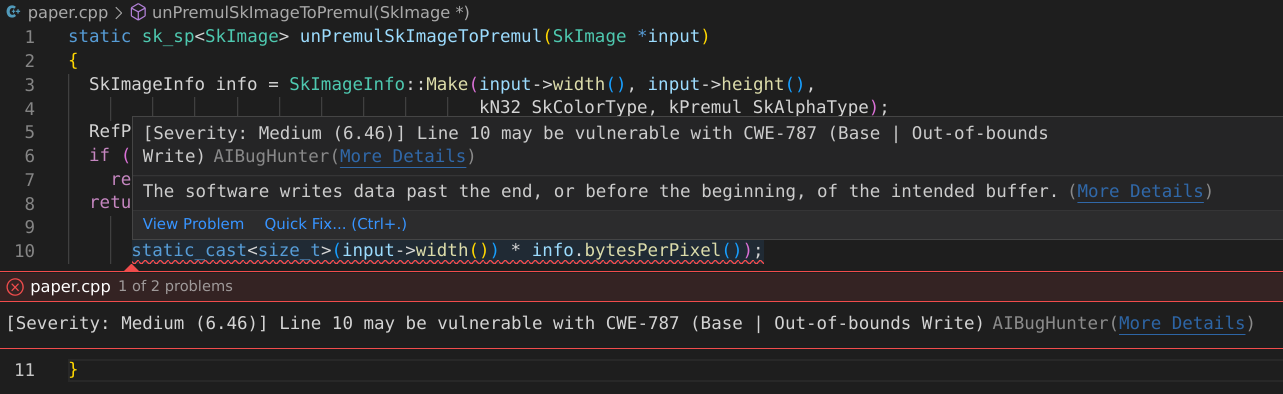 paper.cpp > unPremulSkImageToPremul(SkImage *)
1 static sk_sp<SkImage> unPremulSkImageToPremul(SkImage *input)
2 {
3 SkImageInfo info = SkImageInfo::Make(input->width(), input->height(),
4 kN32_SkColorType, kPremul_SkAlphaType);
5 RefP
[Severity: Medium (6.46)] Line 10 may be vulnerable with CWE-787 (Base | Out-of-bounds
6 if (
Write) AIBugHunter(More Details)
7 re
8 retu
The software writes data past the end, or before the beginning, of the intended buffer. (More Details)
9
View Problem Quick Fix... (Ctrl+.)
10 static_cast<size_t>(input->width()) * info.bytesPerPixel());
paper.cpp 1 of 2 problems
[Severity: Medium (6.46)] Line 10 may be vulnerable with CWE-787 (Base | Out-of-bounds Write) AIBugHunter(More Details)
11 }